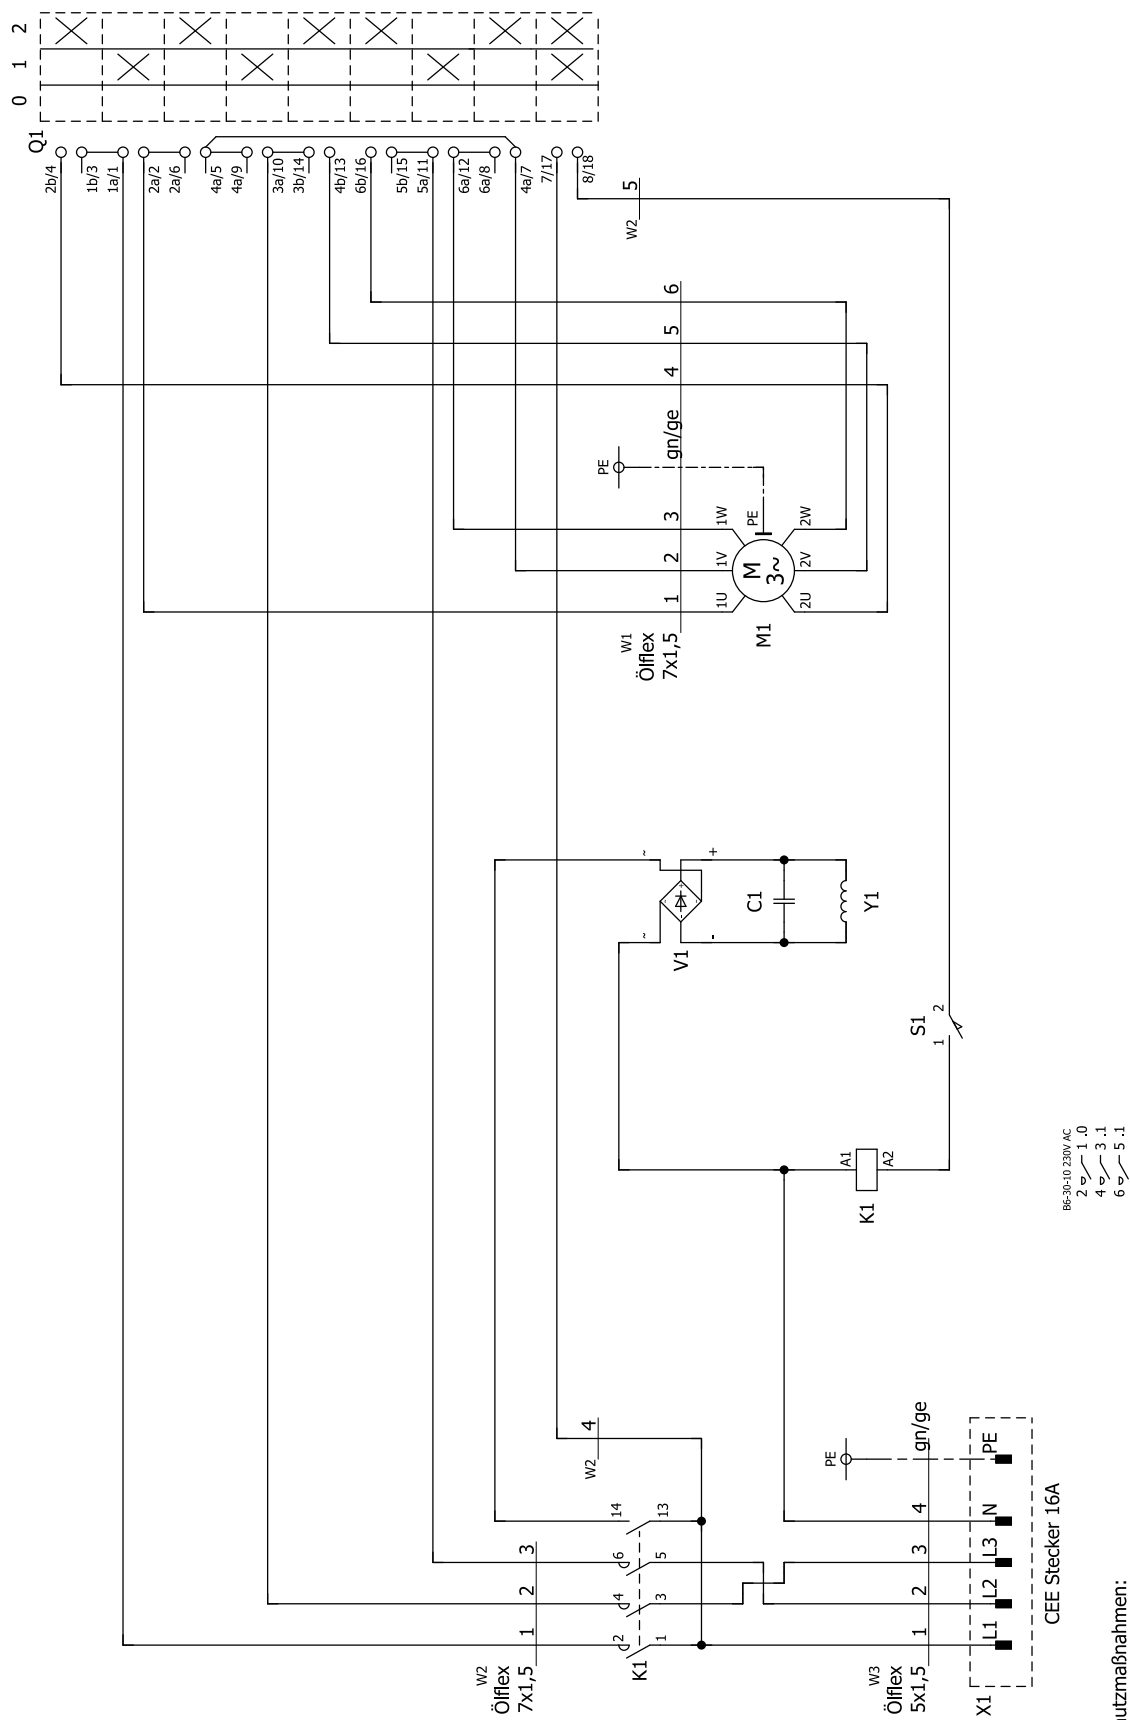 0 1 2
Q1
2b/4
1b/3
1a/1
2a/2
2a/6
4a/5
4a/9
3a/10
3b/14
4b/13
6b/16
5b/15
5a/11
6a/12
6a/8
4a/7
7/17
8/18
W2
5
W1
Ölflex
7x1,5
1
2
3
gn/ge
4
5
6
PE
1U
1V
1W
PE
M
3~
M1
2U
2V
2W
V1
~
~
-
+
C1
Y1
S1
1
2
K1
A1
A2
W2
4
W2
Ölflex
7x1,5
1
2
3
K1
2
4
6
14
1
3
5
13
PE
W3
Ölflex
5x1,5
1
2
3
4
gn/ge
X1
L1
L2
L3
N
PE
CEE Stecker 16A
B6-30-10 230V AC
2 1 .0
4 3 .1
6 5 .1
utzmaßnahmen: